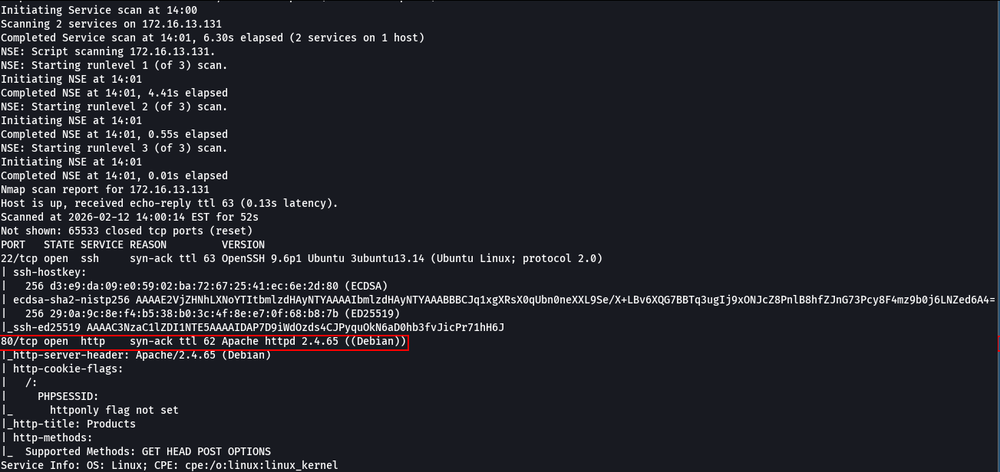 Initiating Service scan at 14:00
Scanning 2 services on 172.16.13.131
Completed Service scan at 14:01, 6.30s elapsed (2 services on 1 host)
NSE: Script scanning 172.16.13.131.
NSE: Starting runlevel 1 (of 3) scan.
Initiating NSE at 14:01
Completed NSE at 14:01, 4.41s elapsed
NSE: Starting runlevel 2 (of 3) scan.
Initiating NSE at 14:01
Completed NSE at 14:01, 0.55s elapsed
NSE: Starting runlevel 3 (of 3) scan.
Initiating NSE at 14:01
Completed NSE at 14:01, 0.01s elapsed
Nmap scan report for 172.16.13.131
Host is up, received echo-reply ttl 63 (0.13s latency).
Scanned at 2026-02-12 14:00:14 EST for 52s
Not shown: 65533 closed tcp ports (reset)
PORT   STATE SERVICE REASON         VERSION
22/tcp open  ssh     syn-ack ttl 63 OpenSSH 9.6p1 Ubuntu 3ubuntu13.14 (Ubuntu Linux; protocol 2.0)
| ssh-hostkey:
|   256 d3:e9:da:09:e0:59:02:ba:72:67:25:41:ec:6e:2d:80 (ECDSA)
| ecdsa-sha2-nistp256 AAAAE2VjZHNhLXNoYTItbmlzdHAyNTYAAAAIbmlzdHAyNTYAAABBBCJq1xgXRsX0qUbn0neXXL9Se/X+LBv6XQG7BBTq3ugIj9xONJcZ8PnlB8hfZJnG73Pcy8F4mz9b0j6LNZed6A4=
|   256 29:0a:9c:8e:f4:b5:38:b0:3c:4f:8e:e7:0f:68:b8:7b (ED25519)
|_ssh-ed25519 AAAAC3NzaC1lZDI1NTE5AAAAIDAP7D9iWdOzds4CJPyquOkN6aD0hb3fvJicPr71hH6J
80/tcp open  http    syn-ack ttl 62 Apache httpd 2.4.65 ((Debian))
|_http-server-header: Apache/2.4.65 (Debian)
| http-cookie-flags:
|   /:
|     PHPSESSID:
|_      httponly flag not set
|_http-title: Products
| http-methods:
|_  Supported Methods: GET HEAD POST OPTIONS
Service Info: OS: Linux; CPE: cpe:/o:linux:linux_kernel